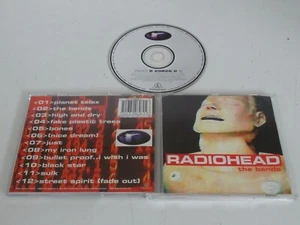 <01>planet telex
<02>the bends
<03>high and dry
<04>fake plastic trees
<05>bones
<06>(nice dream)
<07>just
<08>my iron lung
<09>bullet proof..i wish i was
<10>black star
<11>sulk
<12>street spirit (fade out)
RADIOHEAD
the bends